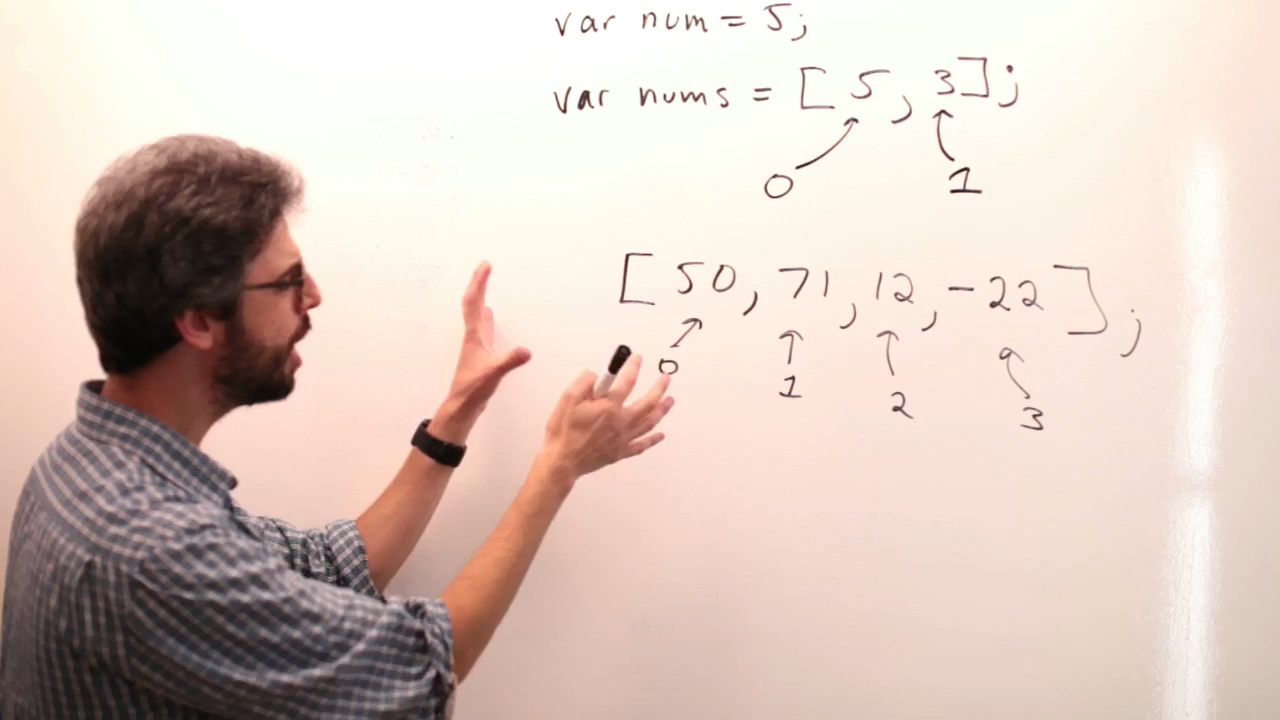 var num = 5;
var nums = [ 5, 3];
0 1
[ 50, 71, 12, -22 ];
0 1 2 3